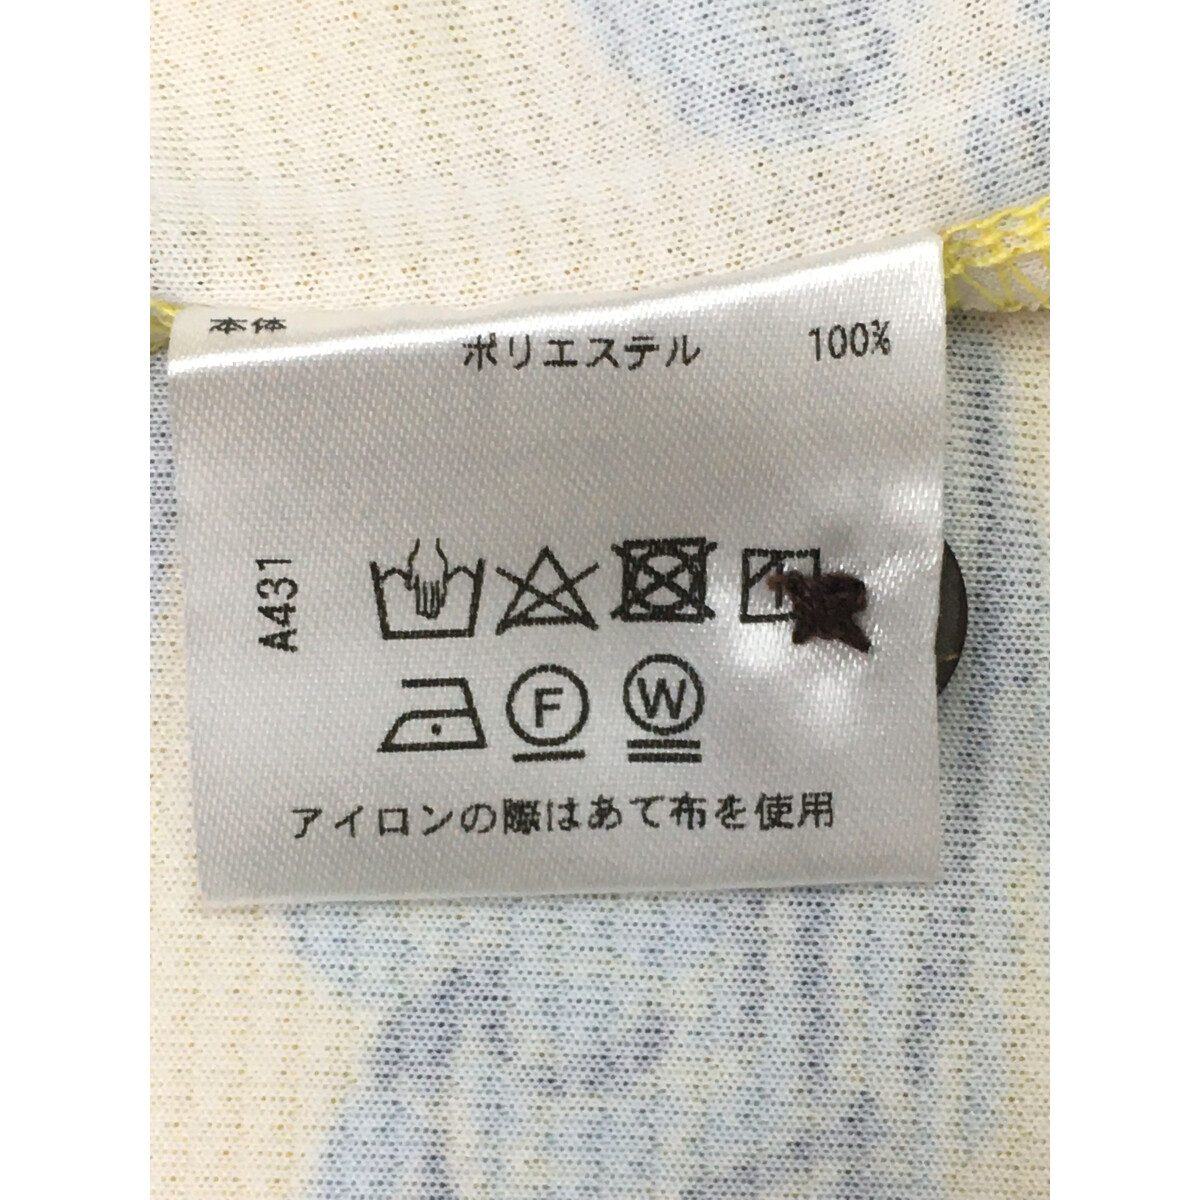 本体
ポリエステル 100%
A431
F W
アイロンの際はあて布を使用